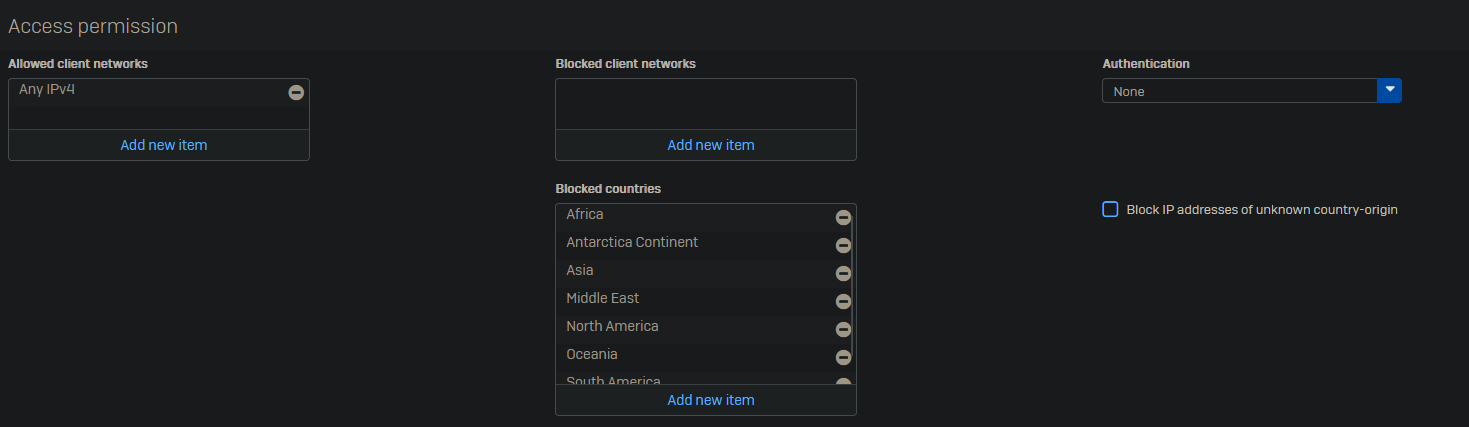 Access permission
Allowed client networks
Any IPv4
Add new item
Blocked client networks
Add new item
Blocked countries
Africa
Antarctica Continent
Asia
Middle East
North America
Oceania
South America
Add new item
Authentication
None
Block IP addresses of unknown country-origin